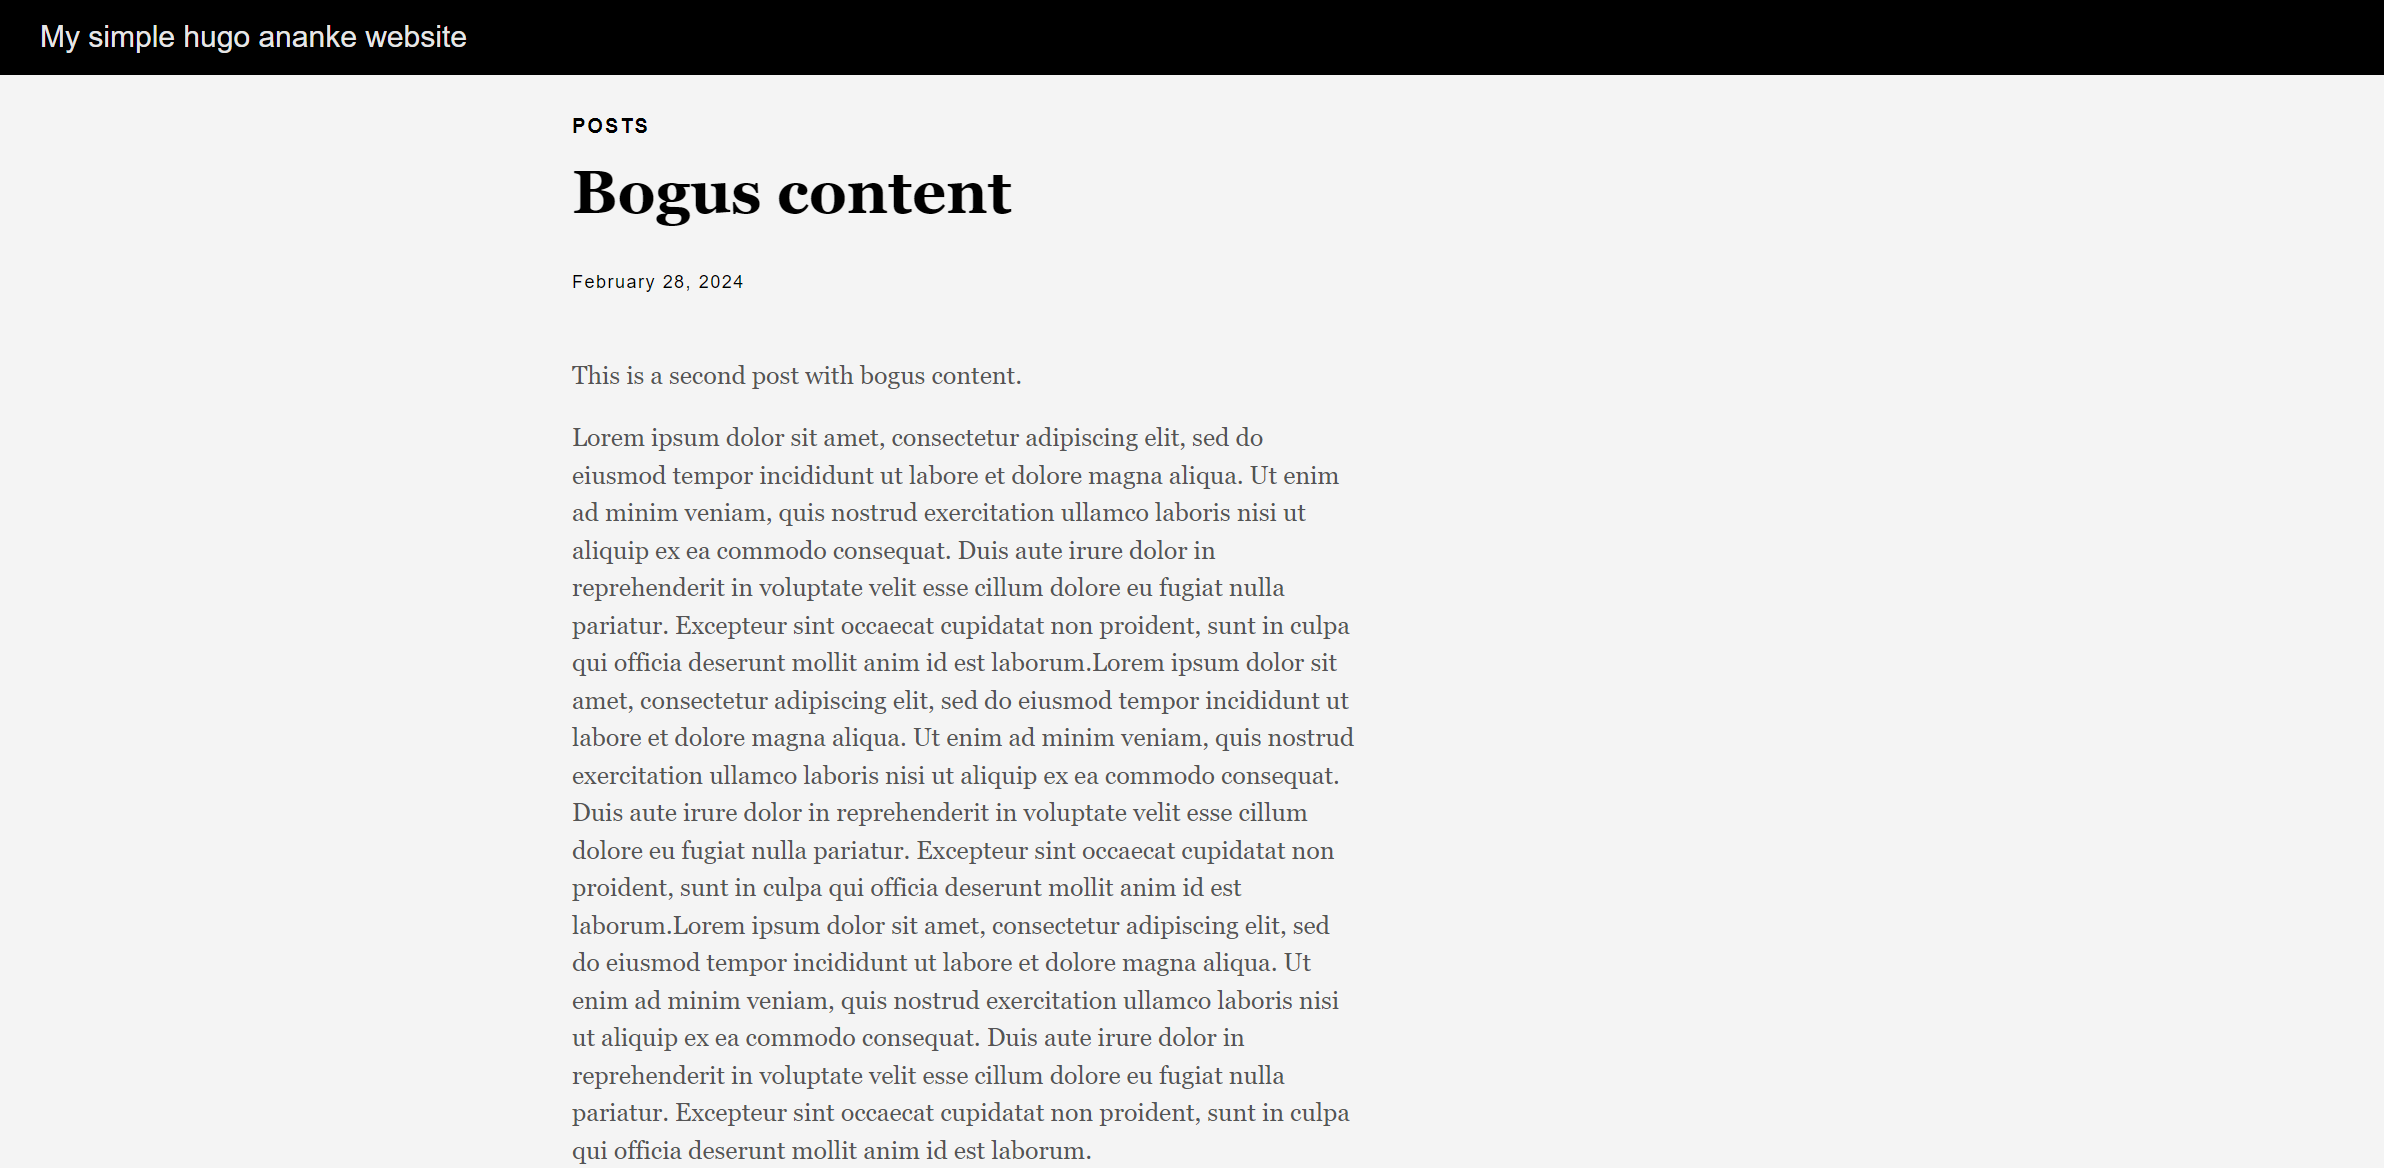 My simple hugo ananke website
POSTS
Bogus content
February 28, 2024
This is a second post with bogus content.
Lorem ipsum dolor sit amet, consectetur adipiscing elit, sed do
eiusmod tempor incididunt ut labore et dolore magna aliqua. Ut enim
ad minim veniam, quis nostrud exercitation ullamco laboris nisi ut
aliquip ex ea commodo consequat. Duis aute irure dolor in
reprehenderit in voluptate velit esse cillum dolore eu fugiat nulla
pariatur. Excepteur sint occaecat cupidatat non proident, sunt in culpa
qui officia deserunt mollit anim id est laborum.Lorem ipsum dolor sit
amet, consectetur adipiscing elit, sed do eiusmod tempor incididunt ut
labore et dolore magna aliqua. Ut enim ad minim veniam, quis nostrud
exercitation ullamco laboris nisi ut aliquip ex ea commodo consequat.
Duis aute irure dolor in reprehenderit in voluptate velit esse cillum
dolore eu fugiat nulla pariatur. Excepteur sint occaecat cupidatat non
proident, sunt in culpa qui officia deserunt mollit anim id est
laborum.Lorem ipsum dolor sit amet, consectetur adipiscing elit, sed
do eiusmod tempor incididunt ut labore et dolore magna aliqua. Ut
enim ad minim veniam, quis nostrud exercitation ullamco laboris nisi
ut aliquip ex ea commodo consequat. Duis aute irure dolor in
reprehenderit in voluptate velit esse cillum dolore eu fugiat nulla
pariatur. Excepteur sint occaecat cupidatat non proident, sunt in culpa
qui officia deserunt mollit anim id est laborum.